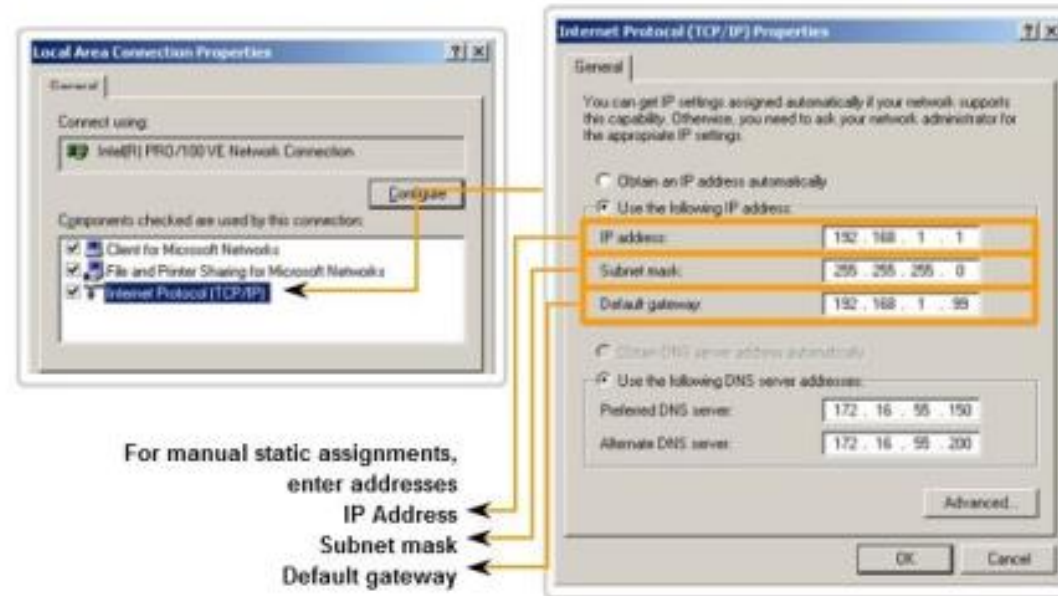 Local Area Connection Properties
General
Connect using:
Intel(R) PRO/100 VE Network Connection
Configure
Components checked are used by this connection:
Client for Microsoft Networks
File and Printer Sharing for Microsoft Networks
Internet Protocol (TCP/IP)
Internet Protocol (TCP/IP) Properties
General
You can get IP settings assigned automatically if your network supports
this capability. Otherwise, you need to ask your network administrator for
the appropiate IP settings.
Obtain an IP address automatically
Use the following IP address:
IP address: 192 . 168 . 1 . 1
Subnet mask: 255 . 255 . 255 . 0
Default gateway: 192 . 168 . 1 . 99
Obtain DNS server address automatically
Use the following DNS server addresses:
Preferred DNS server: 172 . 16 . 55 . 150
Alternate DNS server: 172 . 16 . 55 . 200
Advanced...
OK Cancel
For manual static assignments,
enter addresses
IP Address
Subnet mask
Default gateway